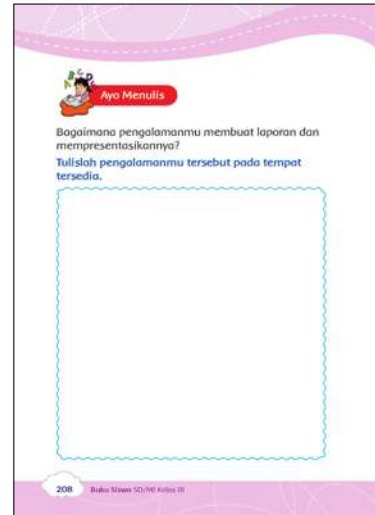 A B C D
Ayo Menulis
Bagaimana pengalamanmu membuat laporan dan
mempresentasikannya?
Tulislah pengalamanmu tersebut pada tempat
tersedia.
208 Buku Siswa SD/MI Kelas III